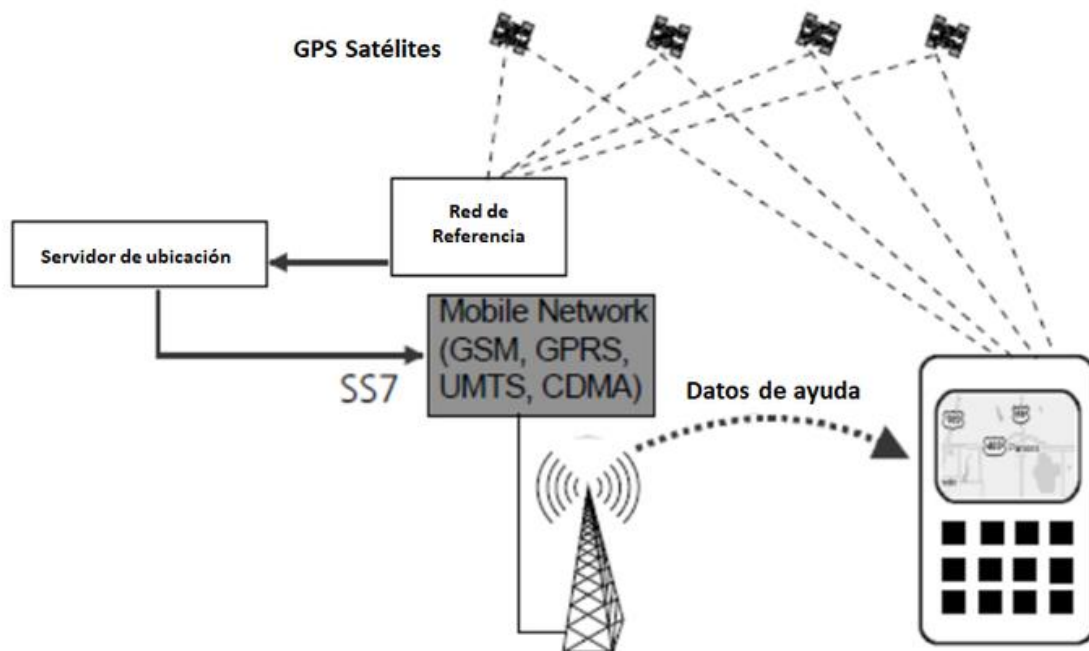 GPS Satélites
Red de
Referencia
Servidor de ubicación
Mobile Network
(GSM, GPRS,
UMTS, CDMA)
SS7
Datos de ayuda